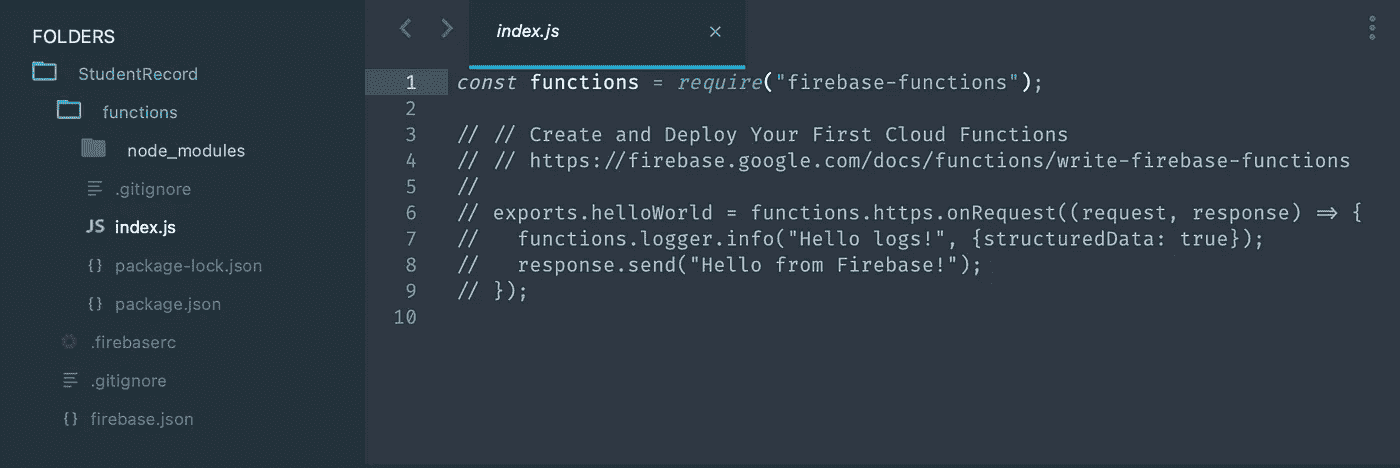 FOLDERS
StudentRecord
functions
node_modules
.gitignore
JS index.js
{} package-lock.json
{} package.json
.firebaserc
.gitignore
{} firebase.json
index.js ×
1 const functions = require("firebase-functions");
2
3 // // Create and Deploy Your First Cloud Functions
4 // // https://firebase.google.com/docs/functions/write-firebase-functions
5 //
6 // exports.helloWorld = functions.https.onRequest((request, response) => {
7 //   functions.logger.info("Hello logs!", {structuredData: true});
8 //   response.send("Hello from Firebase!");
9 // });
10